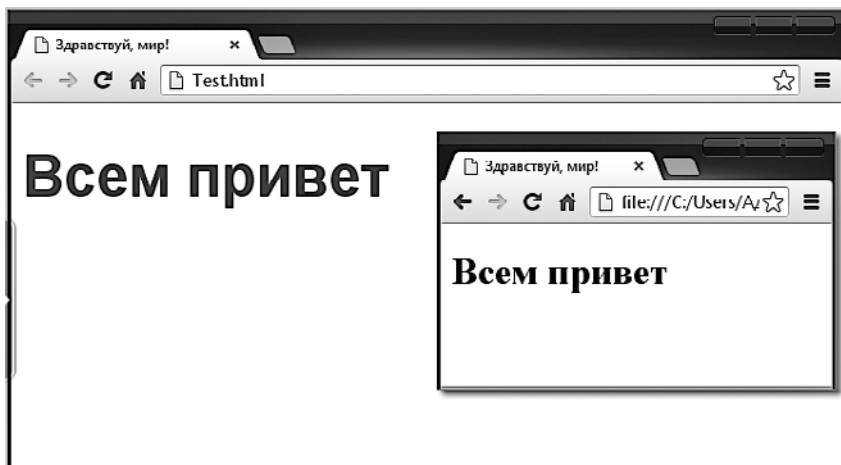 Здравствуй, мир!
Test.html
Всем привет
Здравствуй, мир!
file:///C:/Users/
Всем привет